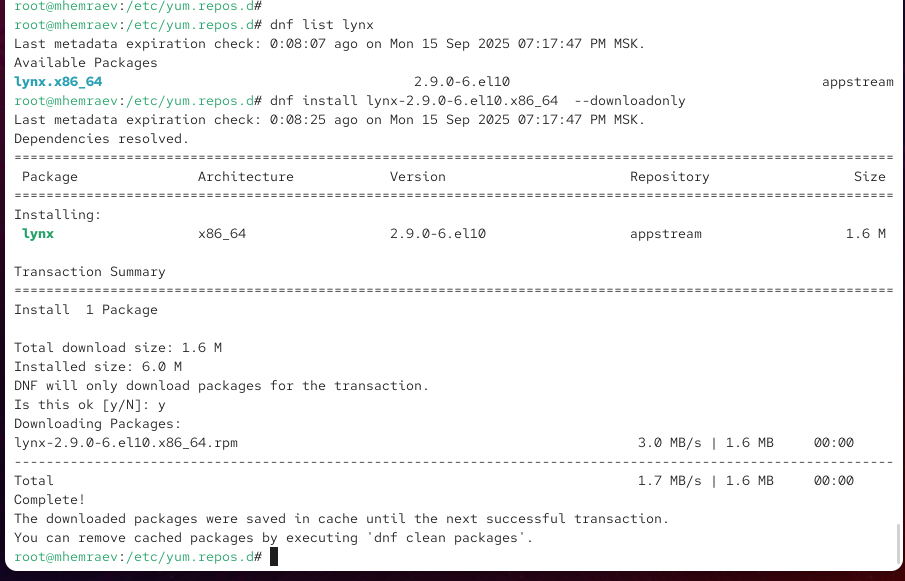 root@mhemraev:/etc/yum.repos.d#
root@mhemraev:/etc/yum.repos.d# dnf list lynx
Last metadata expiration check: 0:08:07 ago on Mon 15 Sep 2025 07:17:47 PM MSK.
Available Packages
lynx.x86_64                                       2.9.0-6.el10                                       appstream
root@mhemraev:/etc/yum.repos.d# dnf install lynx-2.9.0-6.el10.x86_64  --downloadonly
Last metadata expiration check: 0:08:25 ago on Mon 15 Sep 2025 07:17:47 PM MSK.
Dependencies resolved.
==============================================================================================================
 Package               Architecture            Version                       Repository                  Size
==============================================================================================================
Installing:
 lynx                  x86_64                  2.9.0-6.el10                  appstream                  1.6 M
Transaction Summary
==============================================================================================================
Install  1 Package
Total download size: 1.6 M
Installed size: 6.0 M
DNF will only download packages for the transaction.
Is this ok [y/N]: y
Downloading Packages:
lynx-2.9.0-6.el10.x86_64.rpm                                                  3.0 MB/s | 1.6 MB     00:00
--------------------------------------------------------------------------------------------------------------
Total                                                                         1.7 MB/s | 1.6 MB     00:00
Complete!
The downloaded packages were saved in cache until the next successful transaction.
You can remove cached packages by executing 'dnf clean packages'.
root@mhemraev:/etc/yum.repos.d#